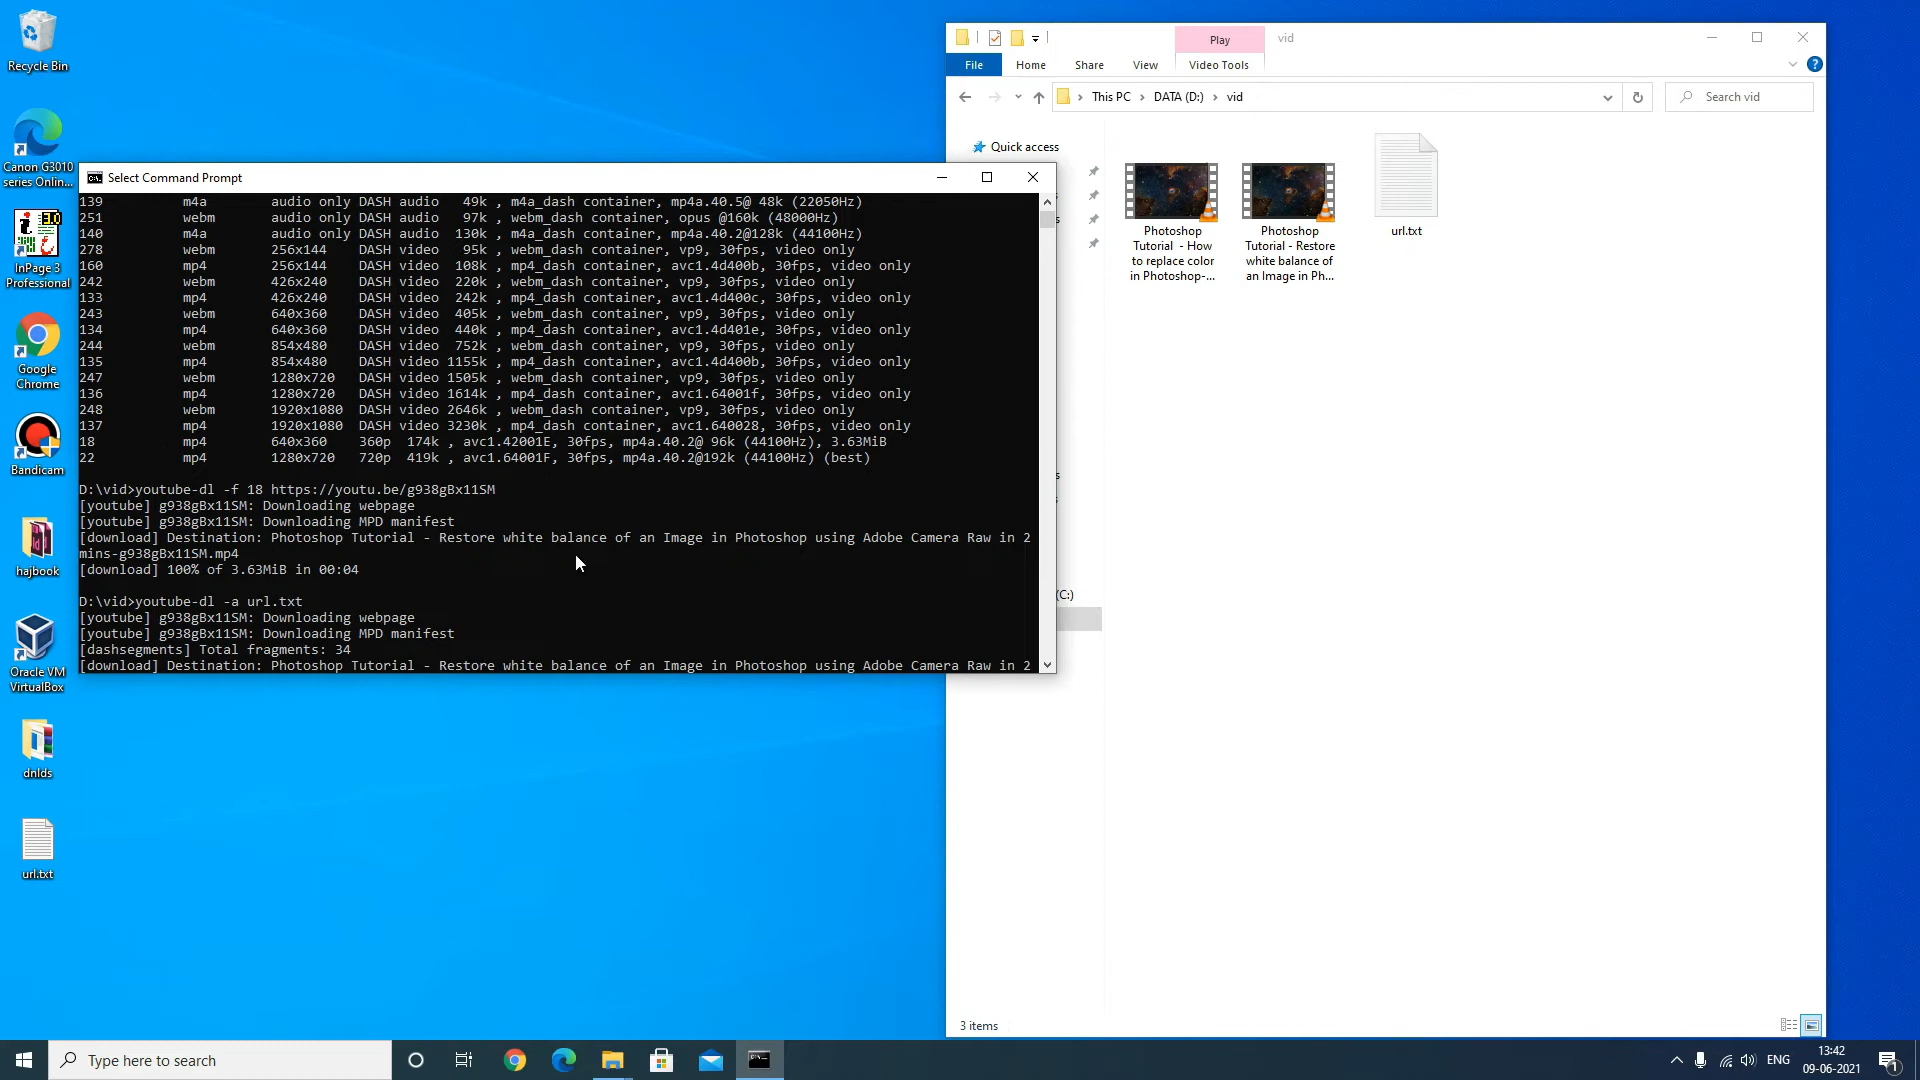 Recycle Bin
Canon G3010
series Onlin...
InPage 3
Professional
Google
Chrome
Bandicam
hajbook
Oracle VM
VirtualBox
dnlds
url.txt
Select Command Prompt
139 m4a audio only DASH audio 49k , m4a_dash container, mp4a.40.5@ 48k (22050Hz)
251 webm audio only DASH audio 97k , webm_dash container, opus @160k (48000Hz)
140 m4a audio only DASH audio 130k , m4a_dash container, mp4a.40.2@128k (44100Hz)
278 webm 256x144 DASH video 95k , webm_dash container, vp9, 30fps, video only
160 mp4 256x144 DASH video 108k , mp4_dash container, avc1.4d400b, 30fps, video only
242 webm 426x240 DASH video 220k , webm_dash container, vp9, 30fps, video only
133 mp4 426x240 DASH video 242k , mp4_dash container, avc1.4d400c, 30fps, video only
243 webm 640x360 DASH video 405k , webm_dash container, vp9, 30fps, video only
134 mp4 640x360 DASH video 440k , mp4_dash container, avc1.4d401e, 30fps, video only
244 webm 854x480 DASH video 752k , webm_dash container, vp9, 30fps, video only
135 mp4 854x480 DASH video 1155k , mp4_dash container, avc1.4d400b, 30fps, video only
247 webm 1280x720 DASH video 1505k , webm_dash container, vp9, 30fps, video only
136 mp4 1280x720 DASH video 1614k , mp4_dash container, avc1.64001f, 30fps, video only
248 webm 1920x1080 DASH video 2646k , webm_dash container, vp9, 30fps, video only
137 mp4 1920x1080 DASH video 3230k , mp4_dash container, avc1.640028, 30fps, video only
18 mp4 640x360 360p 174k , avc1.42001E, 30fps, mp4a.40.2@ 96k (44100Hz), 3.63MiB
22 mp4 1280x720 720p 419k , avc1.64001F, 30fps, mp4a.40.2@192k (44100Hz) (best)
D:\vid>youtube-dl -f 18 https://youtu.be/g938gBx11SM
[youtube] g938gBx11SM: Downloading webpage
[youtube] g938gBx11SM: Downloading MPD manifest
[download] Destination: Photoshop Tutorial - Restore white balance of an Image in Photoshop using Adobe Camera Raw in 2
mins-g938gBx11SM.mp4
[download] 100% of 3.63MiB in 00:04
D:\vid>youtube-dl -a url.txt
[youtube] g938gBx11SM: Downloading webpage
[youtube] g938gBx11SM: Downloading MPD manifest
[dashsegments] Total fragments: 34
[download] Destination: Photoshop Tutorial - Restore white balance of an Image in Photoshop using Adobe Camera Raw in 2
Play
vid
File
Home
Share
View
Video Tools
This PC
DATA (D:)
vid
Search vid
Quick access
(C:)
Photoshop
Tutorial - How
to replace color
in Photoshop-...
Photoshop
Tutorial - Restore
white balance of
an Image in Ph...
url.txt
3 items
Type here to search
ENG
13:42
09-06-2021
1